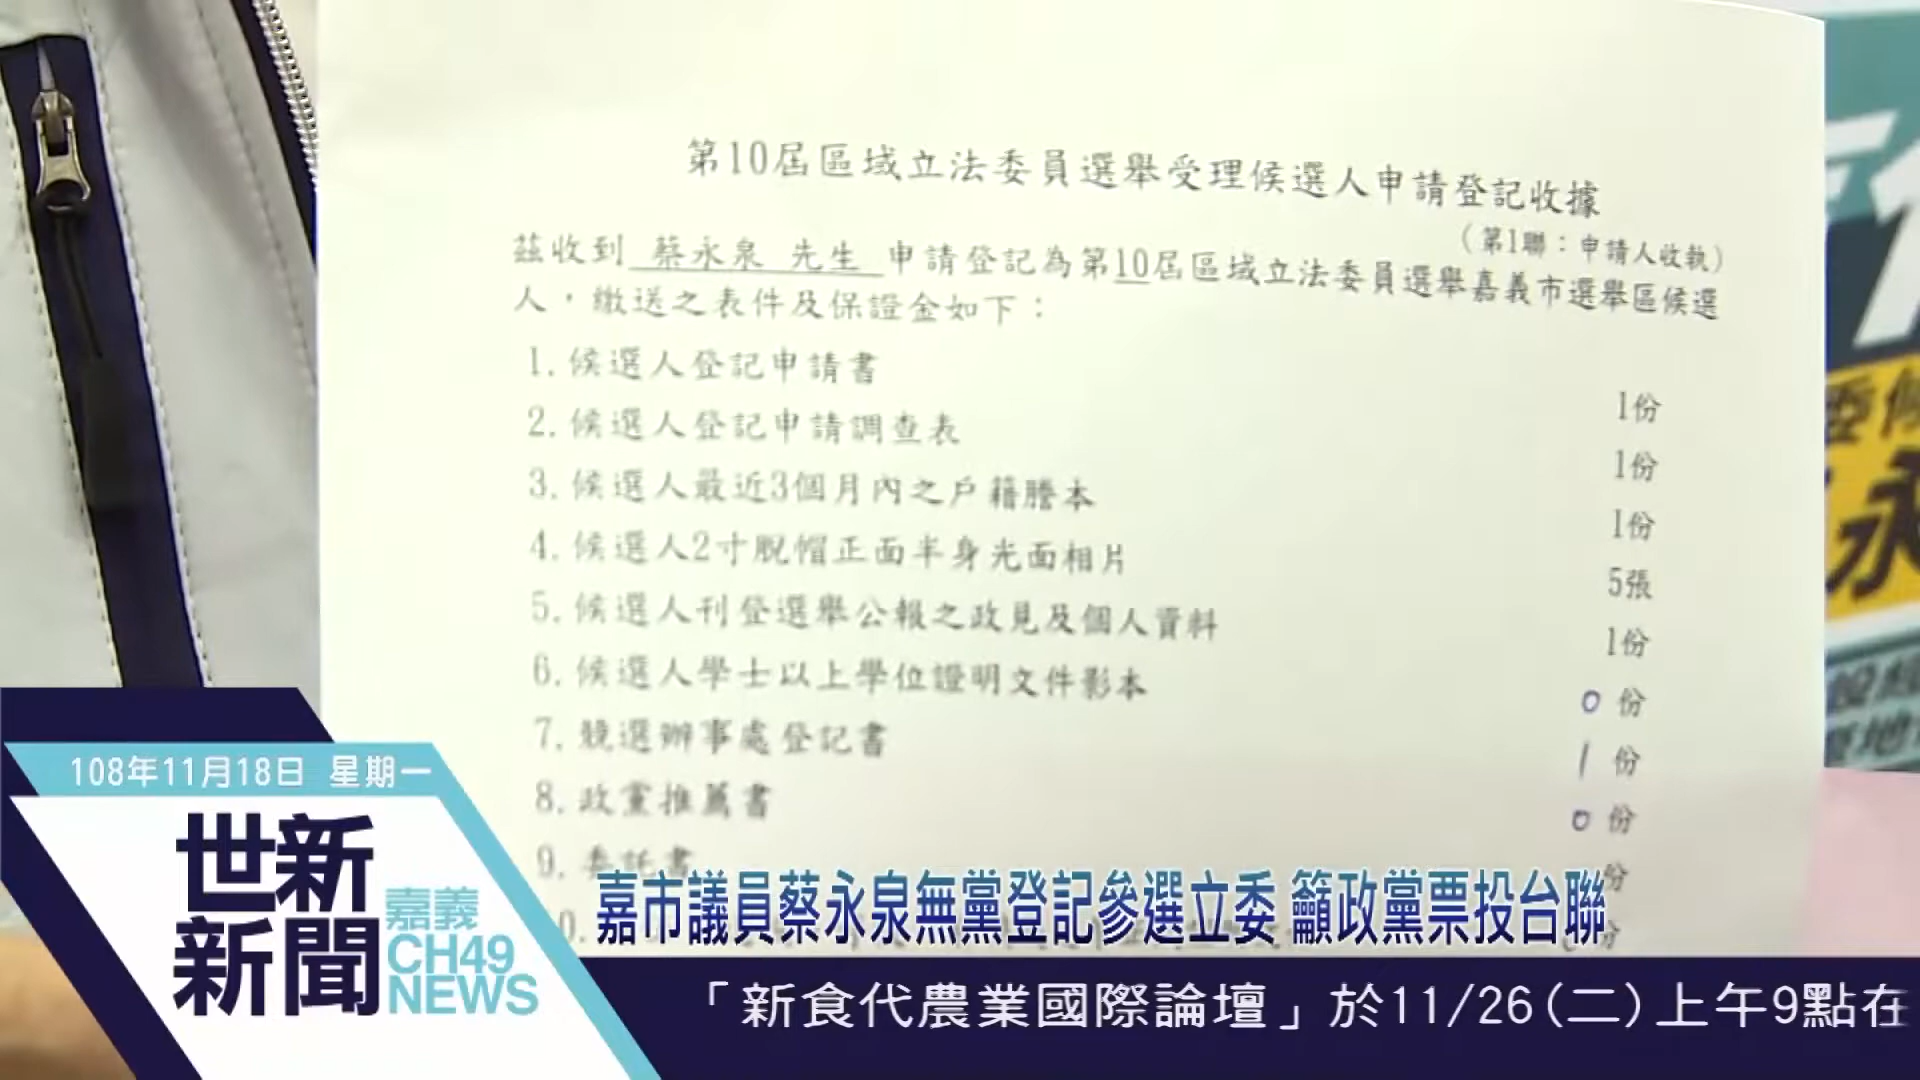 第10屆區域立法委員選舉受理候選人申請登記收據
(第1聯：申請人收執)
茲收到 蔡永泉 先生 申請登記為第10屆區域立法委員選舉嘉義市選舉區候選
人，繳送之表件及保證金如下：
1.候選人登記申請書 1份
2.候選人登記申請調查表 1份
3.候選人最近3個月內之戶籍謄本 1份
4.候選人2寸脫帽正面半身光面相片 5張
5.候選人刊登選舉公報之政見及個人資料 1份
6.候選人學士以上學位證明文件影本 0份
7.競選辦事處登記書 1份
8.政黨推薦書 0份
9.委託書 份
永
108年11月18日 星期一
世新
新聞
嘉義
CH49
NEWS
嘉市議員蔡永泉無黨登記參選立委 籲政黨票投台聯
「新食代農業國際論壇」於11/26(二)上午9點在